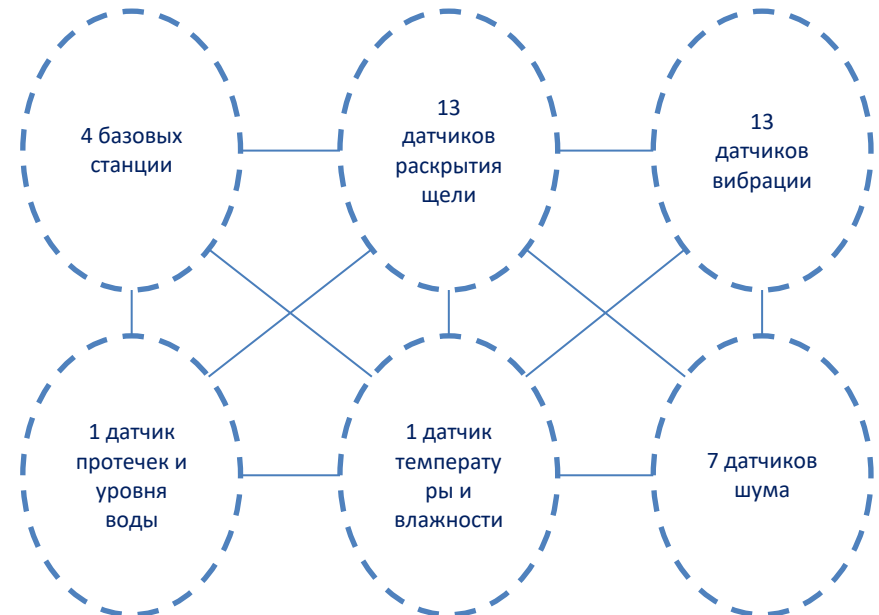 4 базовых
станции
13
датчиков
раскрытия
щели
13
датчиков
вибрации
1 датчик
протечек и
уровня
воды
1 датчик
температу
ры и
влажности
7 датчиков
шума